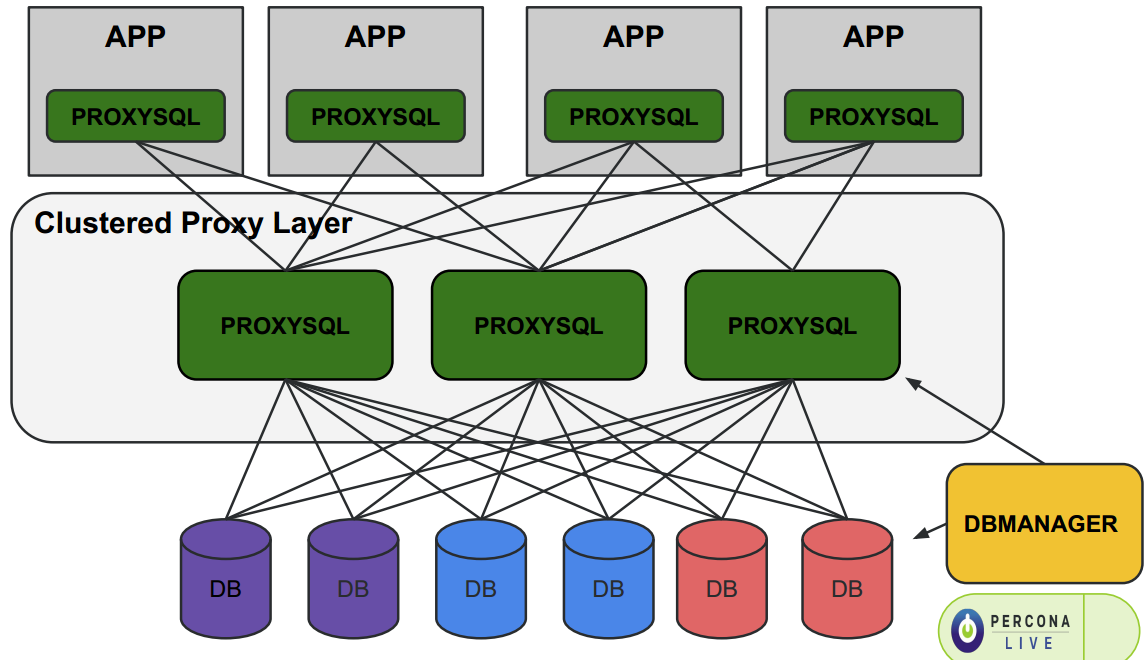 APP
APP
APP
APP
PROXYSQL
PROXYSQL
PROXYSQL
PROXYSQL
Clustered Proxy Layer
PROXYSQL
PROXYSQL
PROXYSQL
DBMANAGER
DB
DB
DB
DB
DB
DB
PERCONA
LIVE